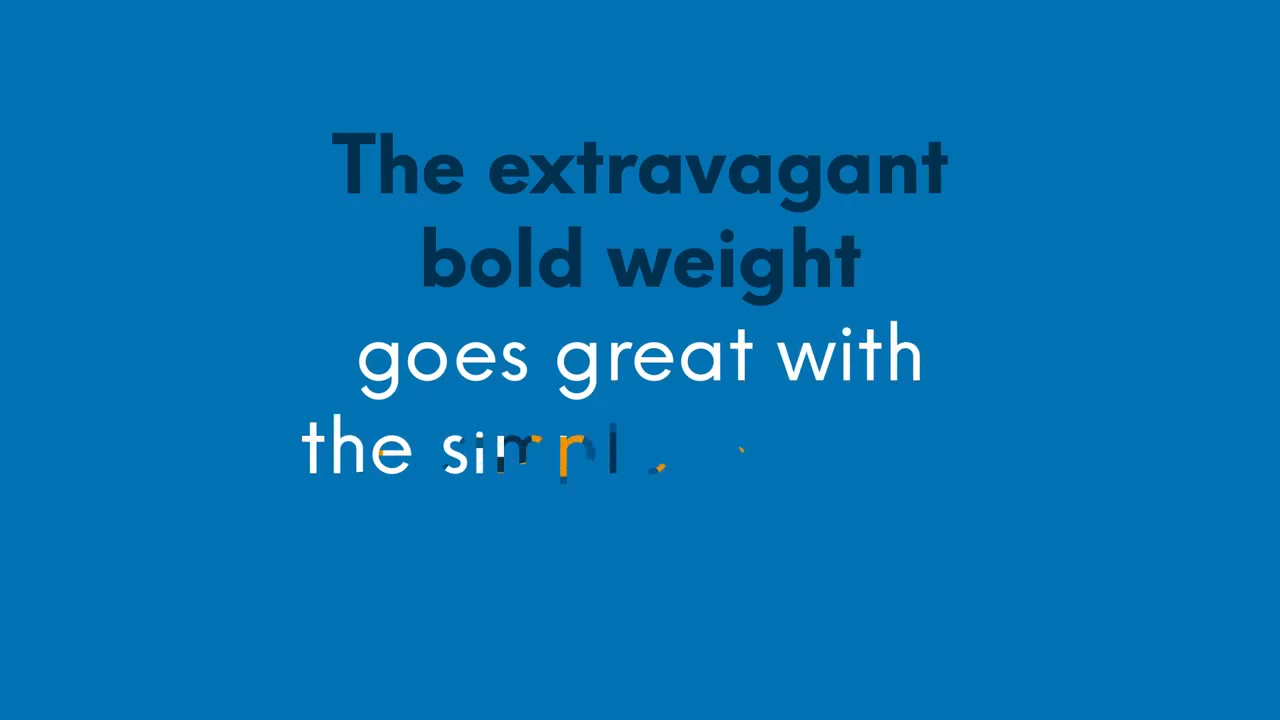 The extravagant
bold weight
goes great with
the